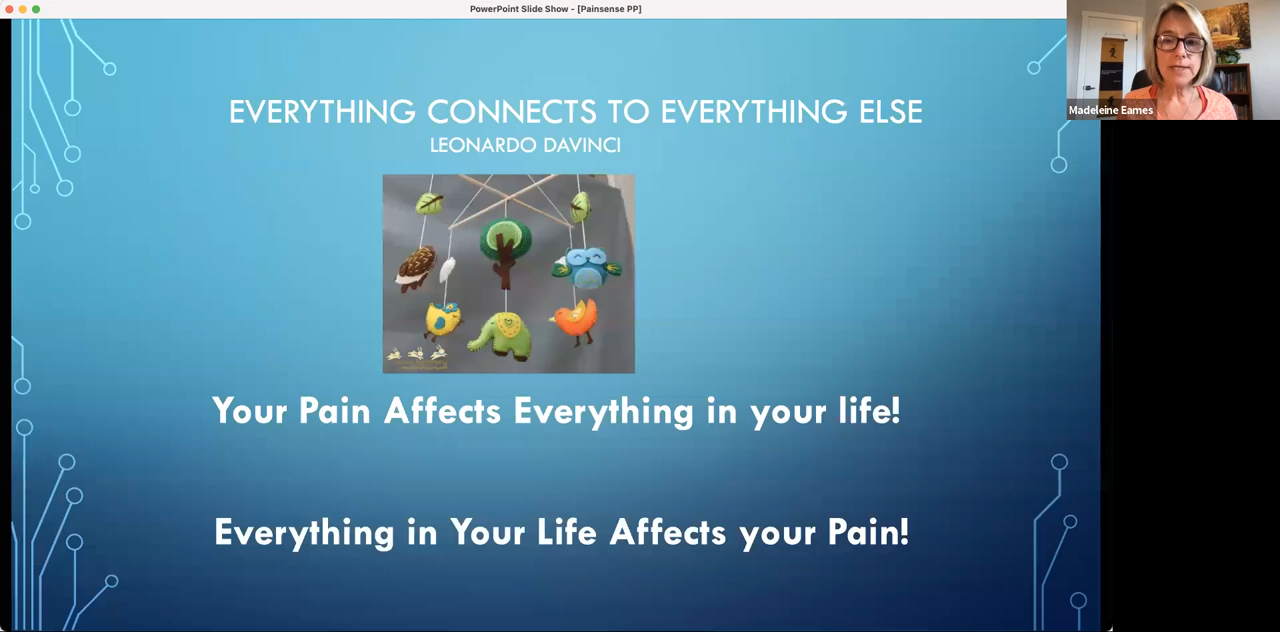 PowerPoint Slide Show - [Painsense PP]
EVERYTHING CONNECTS TO EVERYTHING ELSE
LEONARDO DAVINCI
Your Pain Affects Everything in your life!
Everything in Your Life Affects your Pain!
Madeleine Eames